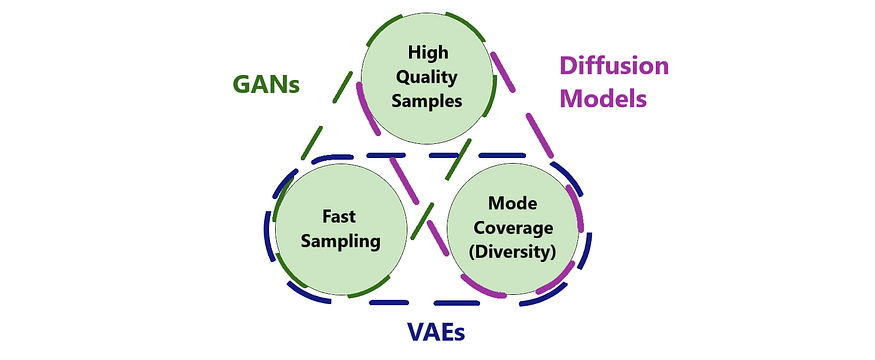 GANs
High
Quality
Samples
Diffusion
Models
Fast
Sampling
Mode
Coverage
(Diversity)
VAEs